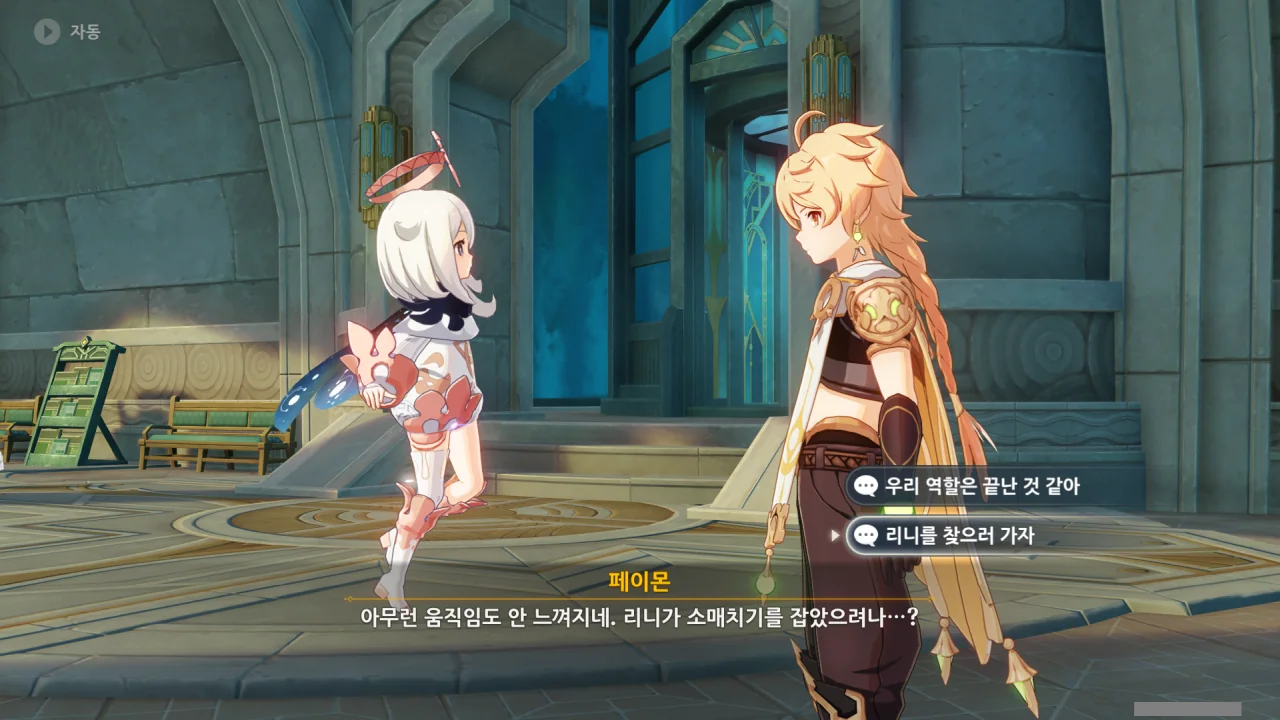 자동
우리 역할은 끝난 것 같아
리니를 찾으러 가자
페이몬
아무런 움직임도 안 느껴지네. 리니가 소매치기를 잡았으려나…?